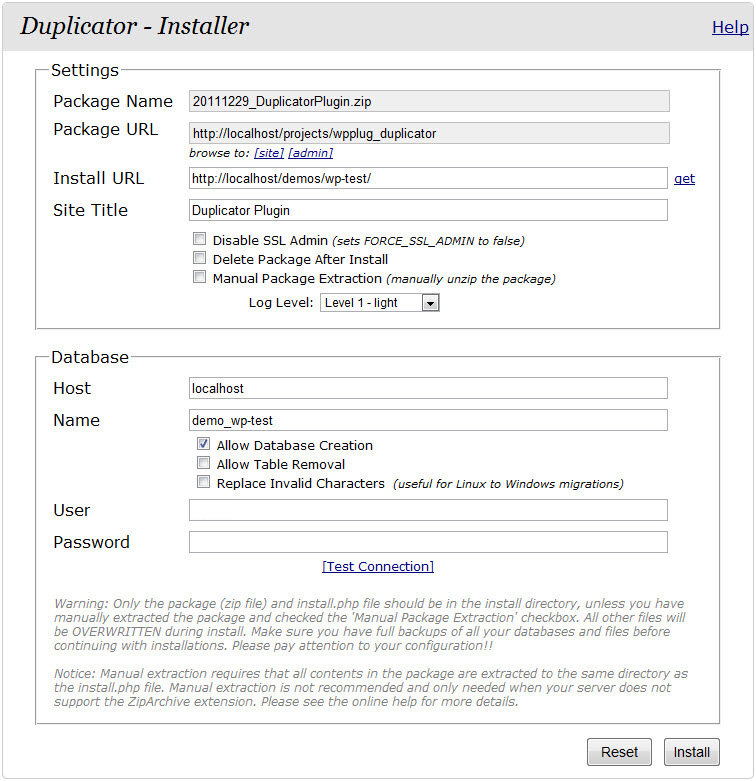 Duplicator - Installer
Help
Settings
Package Name 20111229_DuplicatorPlugin.zip
Package URL http://localhost/projects/wpplug_duplicator
browse to: [site] [admin]
Install URL http://localhost/demos/wp-test/ get
Site Title Duplicator Plugin
Disable SSL Admin (sets FORCE_SSL_ADMIN to false)
Delete Package After Install
Manual Package Extraction (manually unzip the package)
Log Level: Level 1 - light
Database
Host localhost
Name demo_wp-test
Allow Database Creation
Allow Table Removal
Replace Invalid Characters (useful for Linux to Windows migrations)
User
Password
[Test Connection]
Warning: Only the package (zip file) and install.php file should be in the install directory, unless you have
manually extracted the package and checked the 'Manual Package Extraction' checkbox. All other files will
be OVERWRITTEN during install. Make sure you have full backups of all your databases and files before
continuing with installations. Please pay attention to your configuration!!
Notice: Manual extraction requires that all contents in the package are extracted to the same directory as
the install.php file. Manual extraction is not recommended and only needed when your server does not
support the ZipArchive extension. Please see the online help for more details.
Reset Install